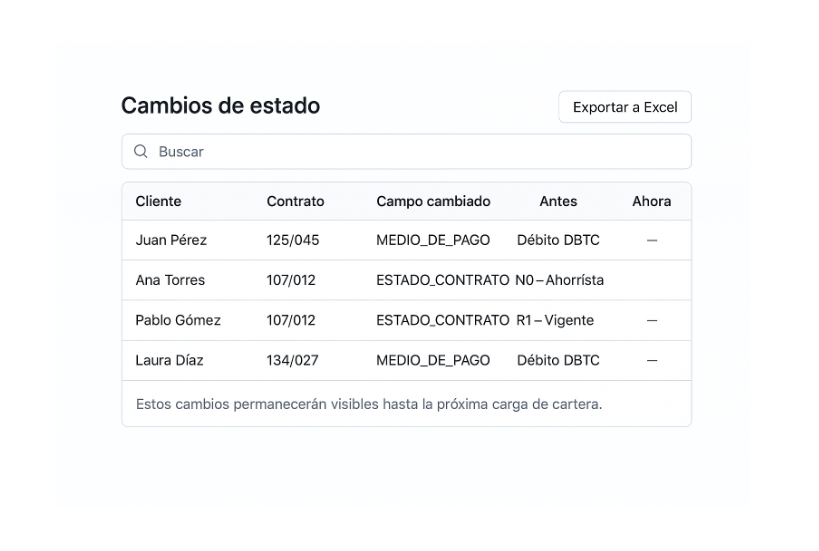 Cambios de estado
Exportar a Excel
Buscar
Cliente Contrato Campo cambiado Antes Ahora
Juan Pérez 125/045 MEDIO_DE_PAGO Débito DBTC —
Ana Torres 107/012 ESTADO_CONTRATO N0–Ahorrísta
Pablo Gómez 107/012 ESTADO_CONTRATO R1–Vigente —
Laura Díaz 134/027 MEDIO_DE_PAGO Débito DBTC —
Estos cambios permanecerán visibles hasta la próxima carga de cartera.